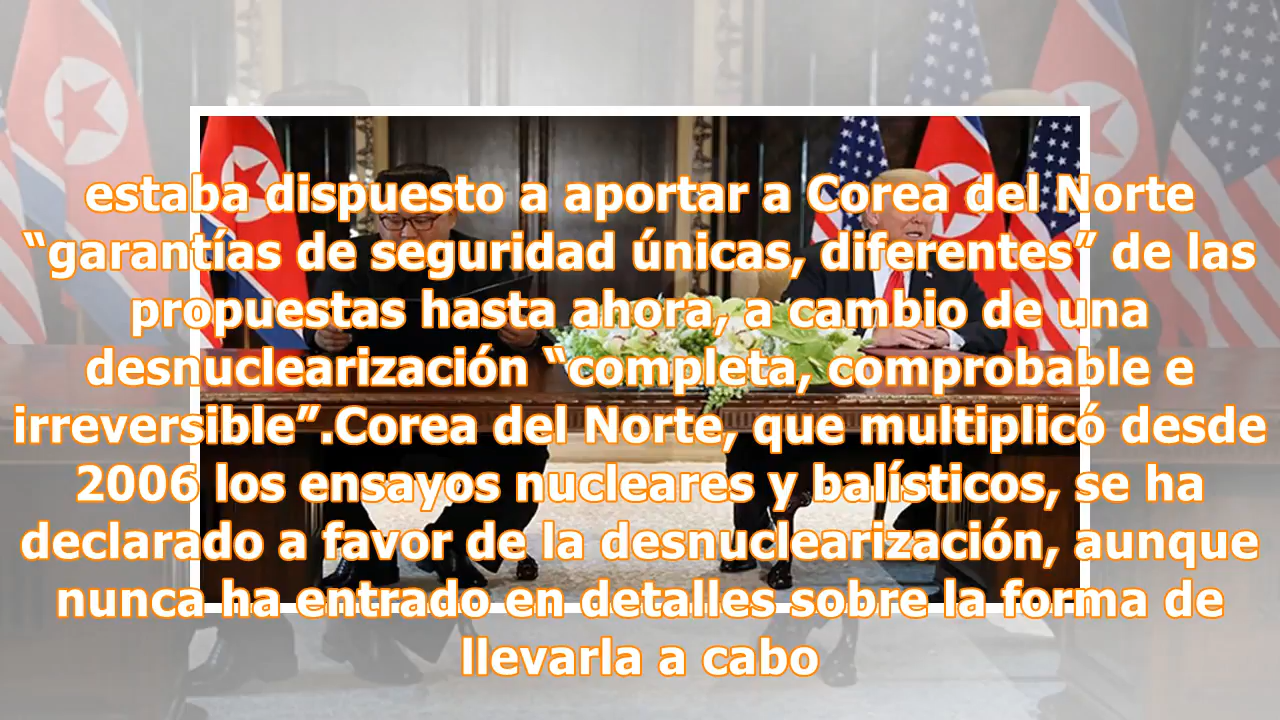 estaba dispuesto a aportar a Corea del Norte
“garantías de seguridad únicas, diferentes” de las
propuestas hasta ahora, a cambio de una
desnuclearización “completa, comprobable e
irreversible”.Corea del Norte, que multiplicó desde
2006 los ensayos nucleares y balísticos, se ha
declarado a favor de la desnuclearización, aunque
nunca ha entrado en detalles sobre la forma de
llevarla a cabo